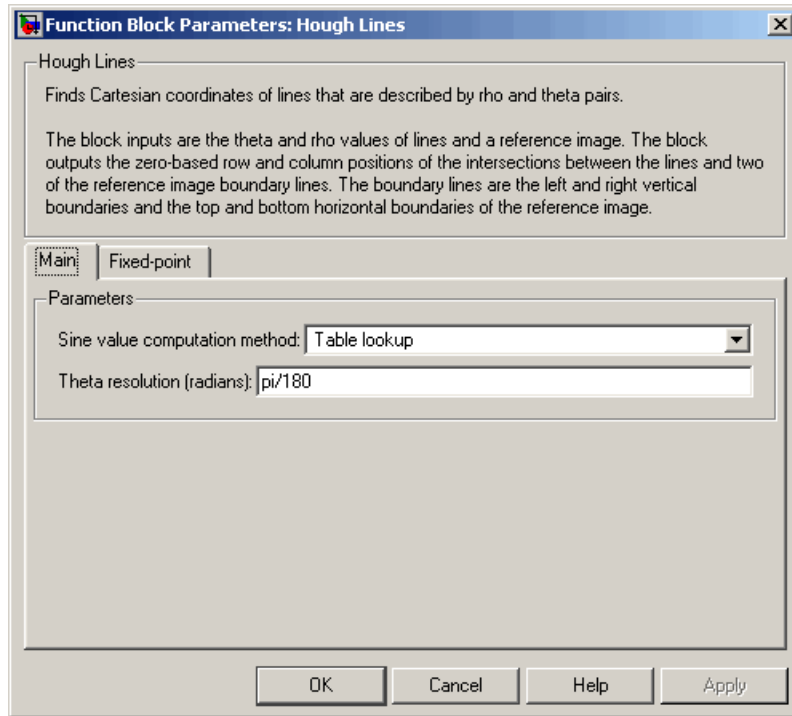 Function Block Parameters: Hough Lines
Hough Lines
Finds Cartesian coordinates of lines that are described by rho and theta pairs.
The block inputs are the theta and rho values of lines and a reference image. The block
outputs the zero-based row and column positions of the intersections between the lines and two
of the reference image boundary lines. The boundary lines are the left and right vertical
boundaries and the top and bottom horizontal boundaries of the reference image.
Main Fixed-point
Parameters
Sine value computation method: Table lookup
Theta resolution (radians): pi/180
OK Cancel Help Apply